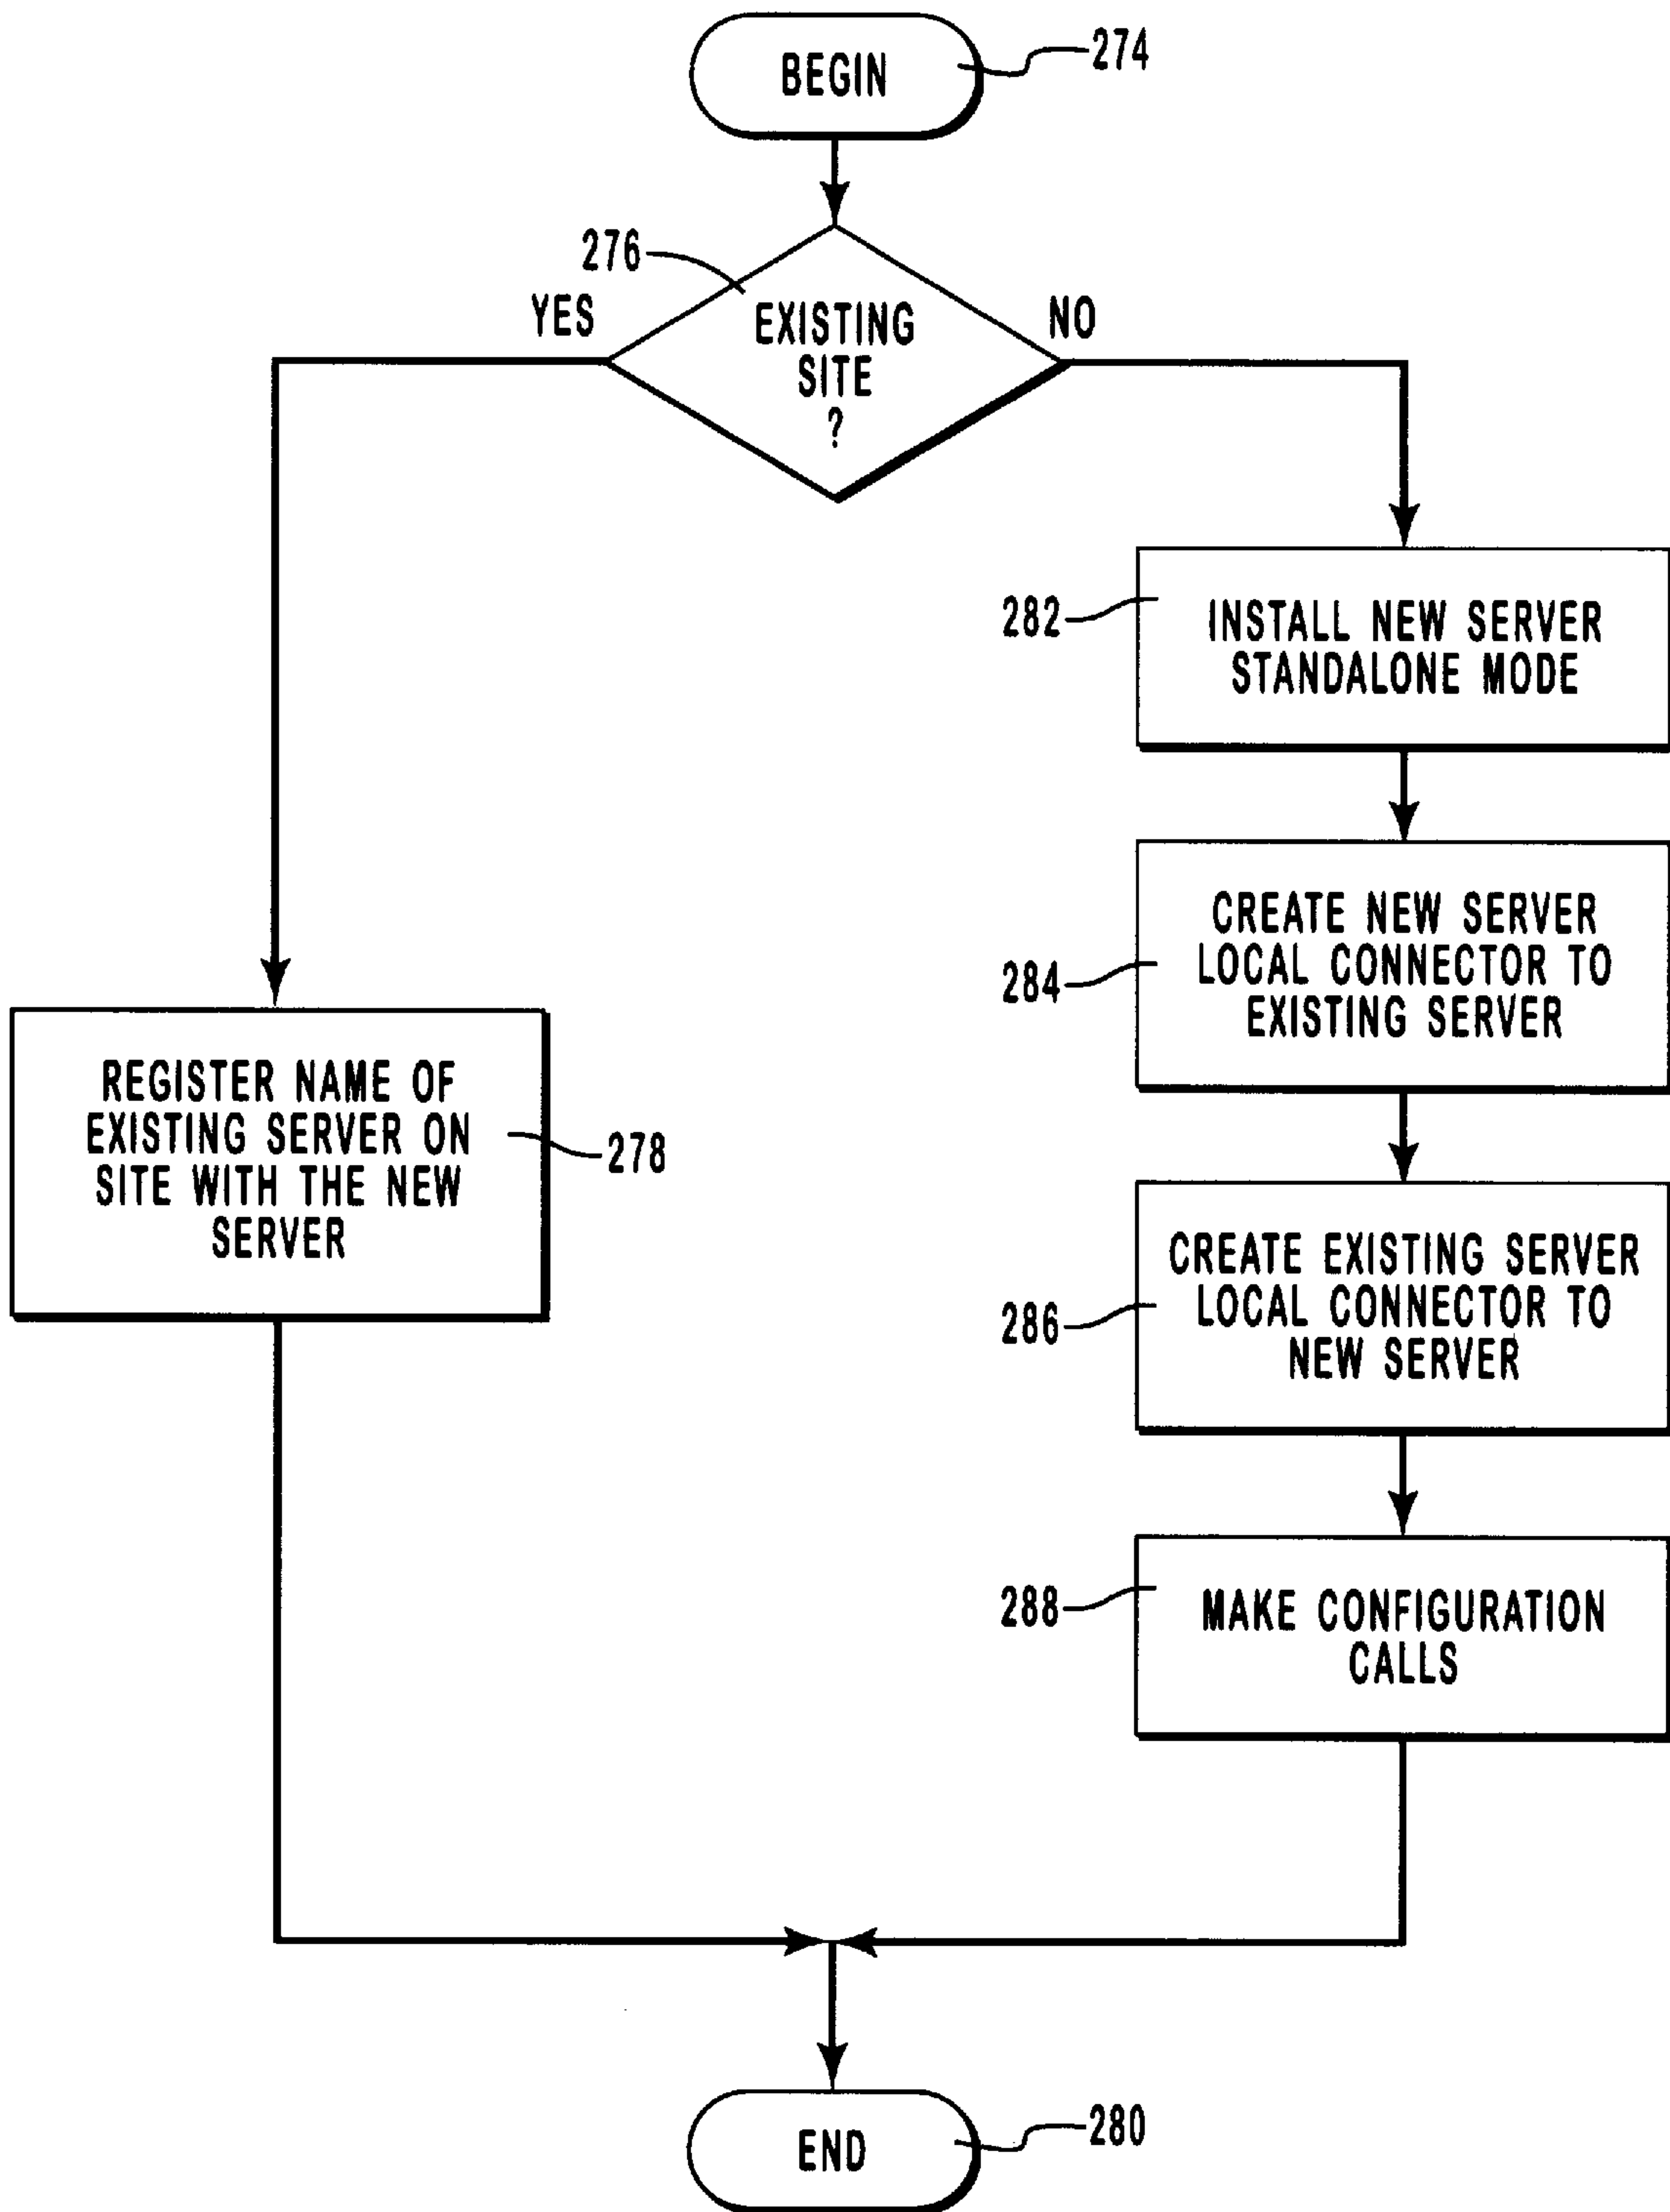 BEGIN
274
276
YES
NO
EXISTING
SITE
?
282
INSTALL NEW SERVER
STANDALONE MODE
284
CREATE NEW SERVER
LOCAL CONNECTOR TO
EXISTING SERVER
REGISTER NAME OF
EXISTING SERVER ON
SITE WITH THE NEW
SERVER
278
286
CREATE EXISTING SERVER
LOCAL CONNECTOR TO
NEW SERVER
288
MAKE CONFIGURATION
CALLS
END
280